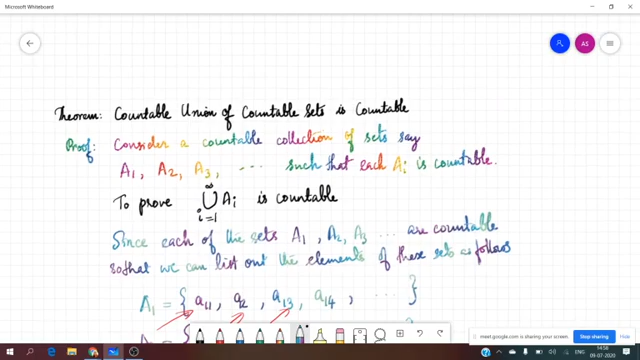 Microsoft Whiteboard
AS
Theorem: Countable Union of Countable Sets is Countable
Proof: Consider a countable collection of sets say
A1, A2, A3, ... such that each Ai is countable.
To prove ∞⋃i=1 Ai is countable
Since each of the sets A1, A2, A3 ... are countable
so that we can list out the elements of these sets as follows
A1 = { a11, a12, a13, a14, ... }
meet.google.com is sharing your screen.
Stop sharing
Hide
ENG
14:58
09-07-2020